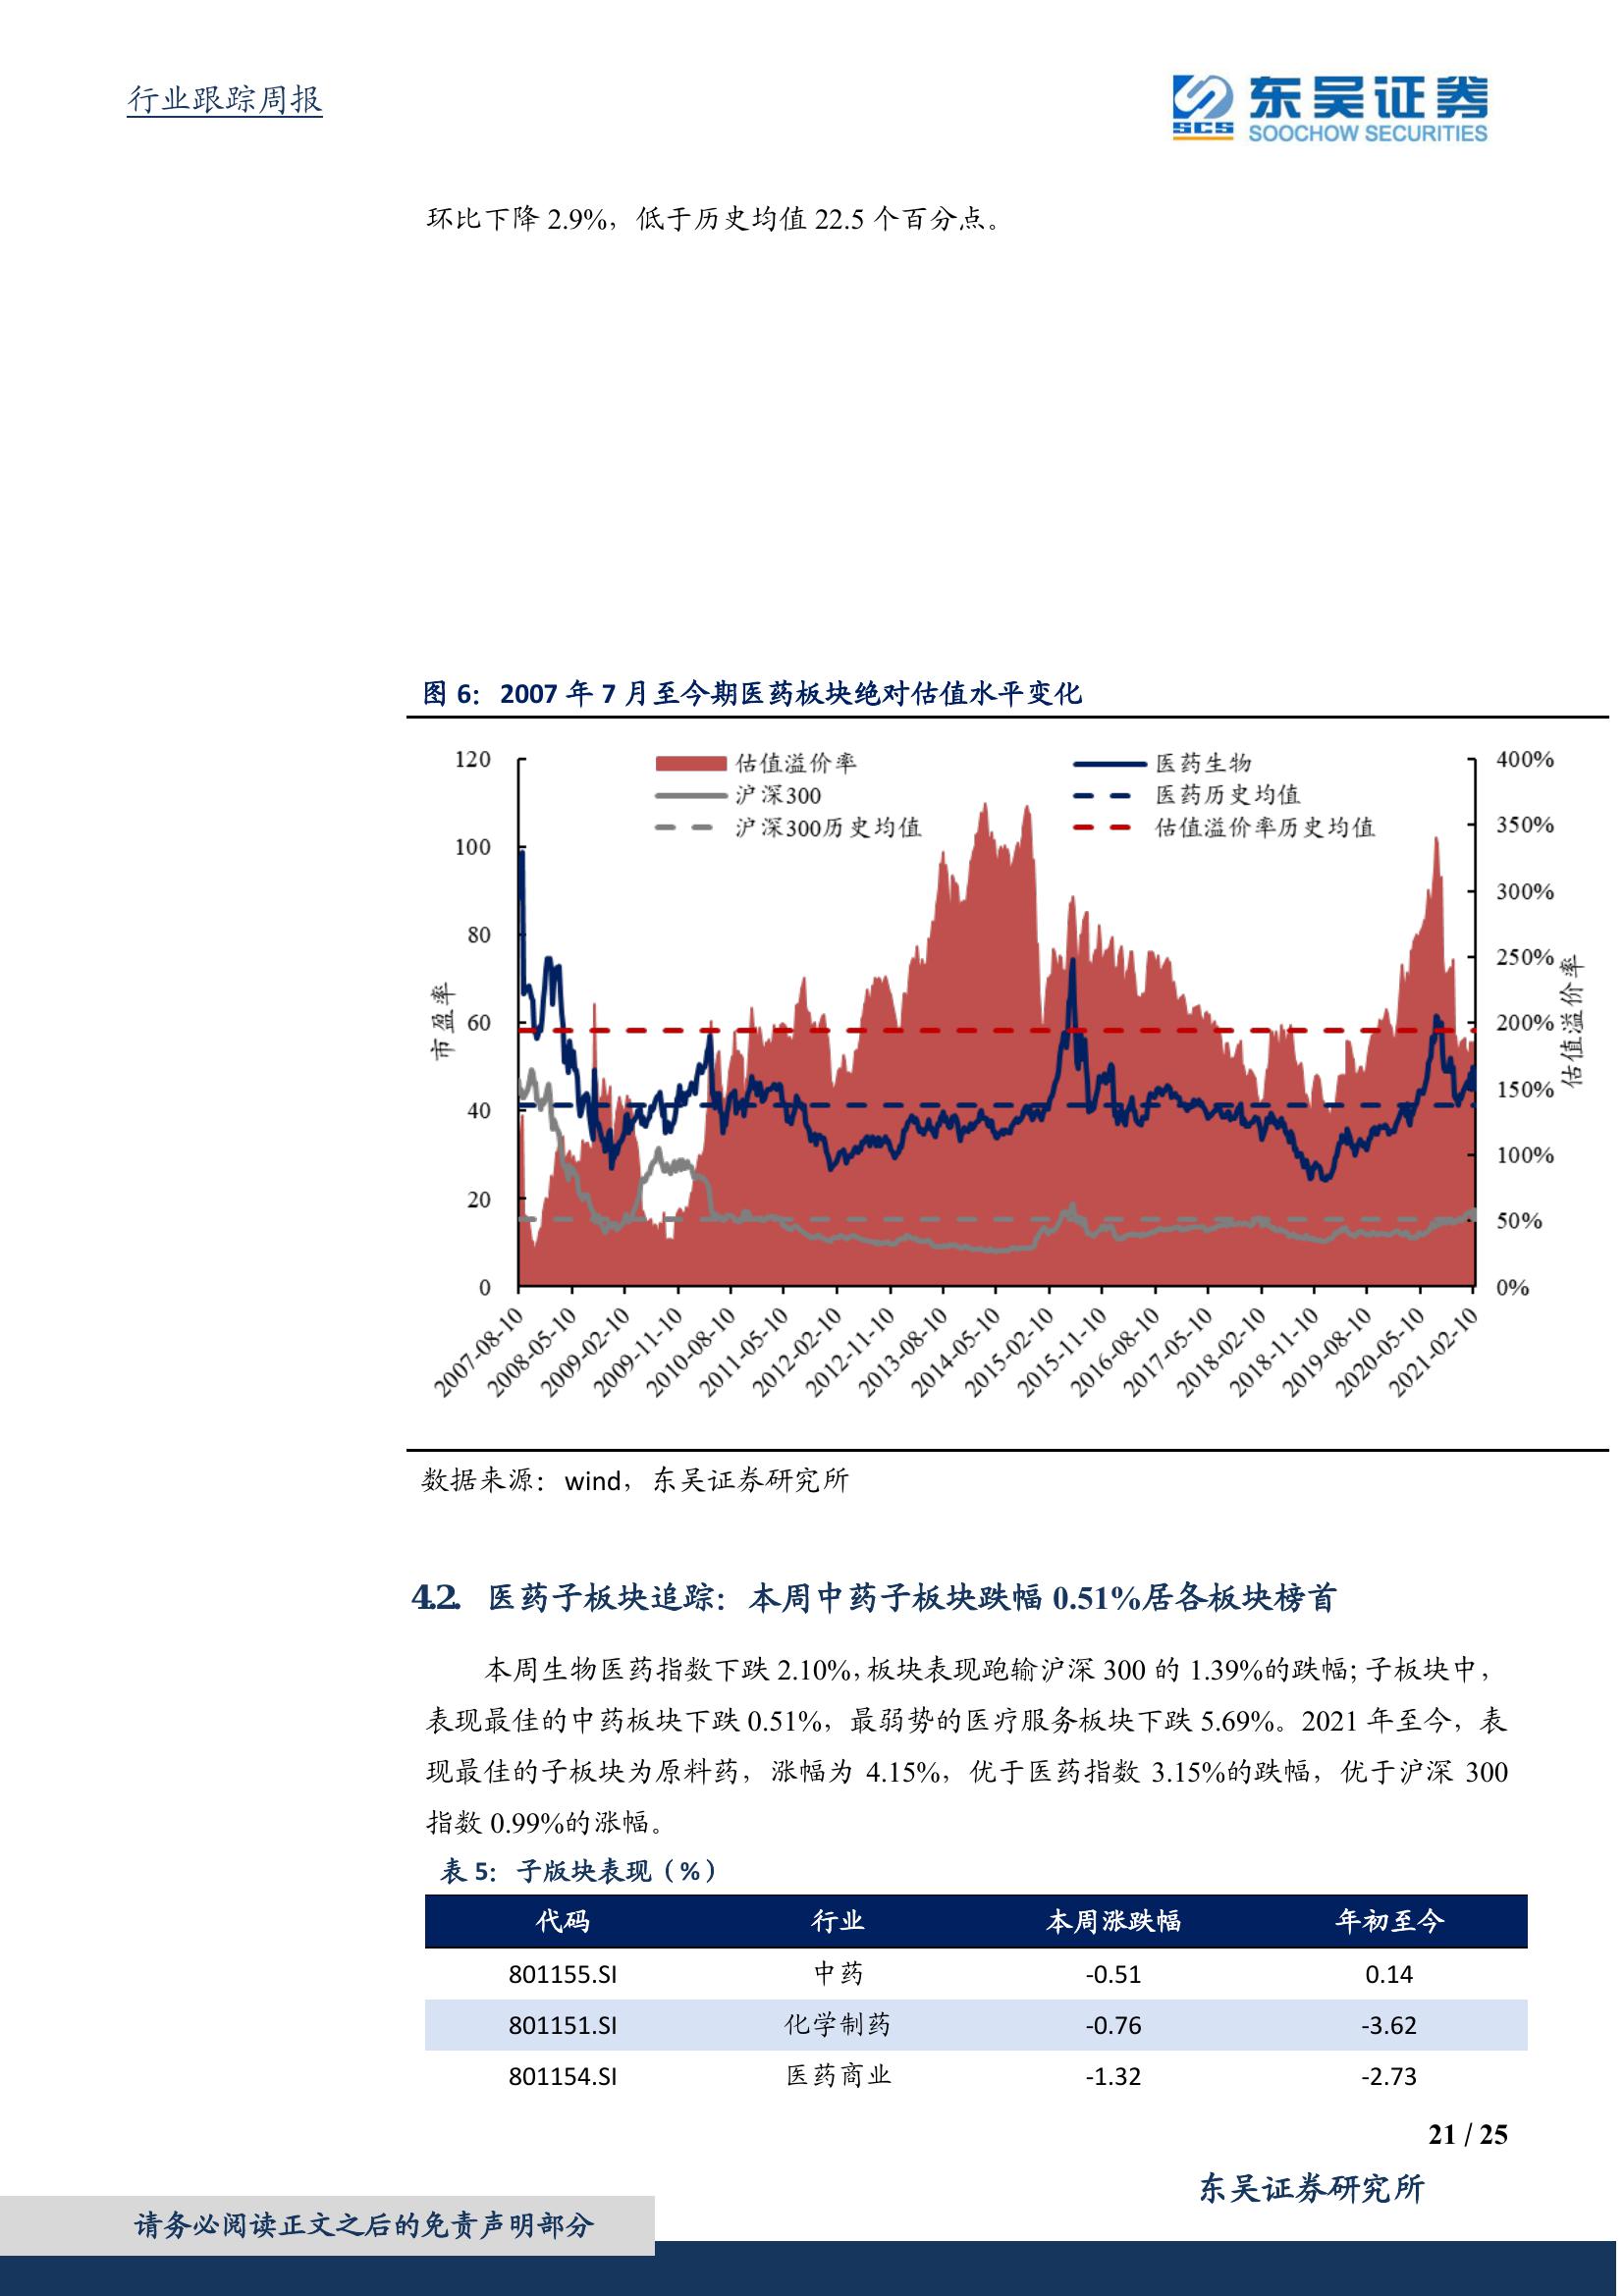 行业跟踪周报
SCS
东吴证券
SOOCHOW SECURITIES
环比下降 2.9%，低于历史均值 22.5 个百分点。
图 6：2007 年 7 月至今期医药板块绝对估值水平变化
估值溢价率
医药生物
沪深300
医药历史均值
沪深300历史均值
估值溢价率历史均值
市盈率
120
100
80
60
40
20
0
400%
350%
300%
250%
200%
150%
100%
50%
0%
估值溢价率
2007-08-10
2008-05-10
2009-02-10
2009-11-10
2010-08-10
2011-05-10
2012-02-10
2012-11-10
2013-08-10
2014-05-10
2015-02-10
2015-11-10
2016-08-10
2017-05-10
2018-02-10
2018-11-10
2019-08-10
2020-05-10
2021-02-10
数据来源：wind，东吴证券研究所
4.2. 医药子板块追踪：本周中药子板块跌幅 0.51%居各板块榜首
本周生物医药指数下跌 2.10%，板块表现跑输沪深 300 的 1.39%的跌幅；子板块中，
表现最佳的中药板块下跌 0.51%，最弱势的医疗服务板块下跌 5.69%。2021 年至今，表
现最佳的子板块为原料药，涨幅为 4.15%，优于医药指数 3.15%的跌幅，优于沪深 300
指数 0.99%的涨幅。
表 5：子版块表现（%）
代码 行业 本周涨跌幅 年初至今
801155.SI 中药 -0.51 0.14
801151.SI 化学制药 -0.76 -3.62
801154.SI 医药商业 -1.32 -2.73
21 / 25
东吴证券研究所
请务必阅读正文之后的免责声明部分